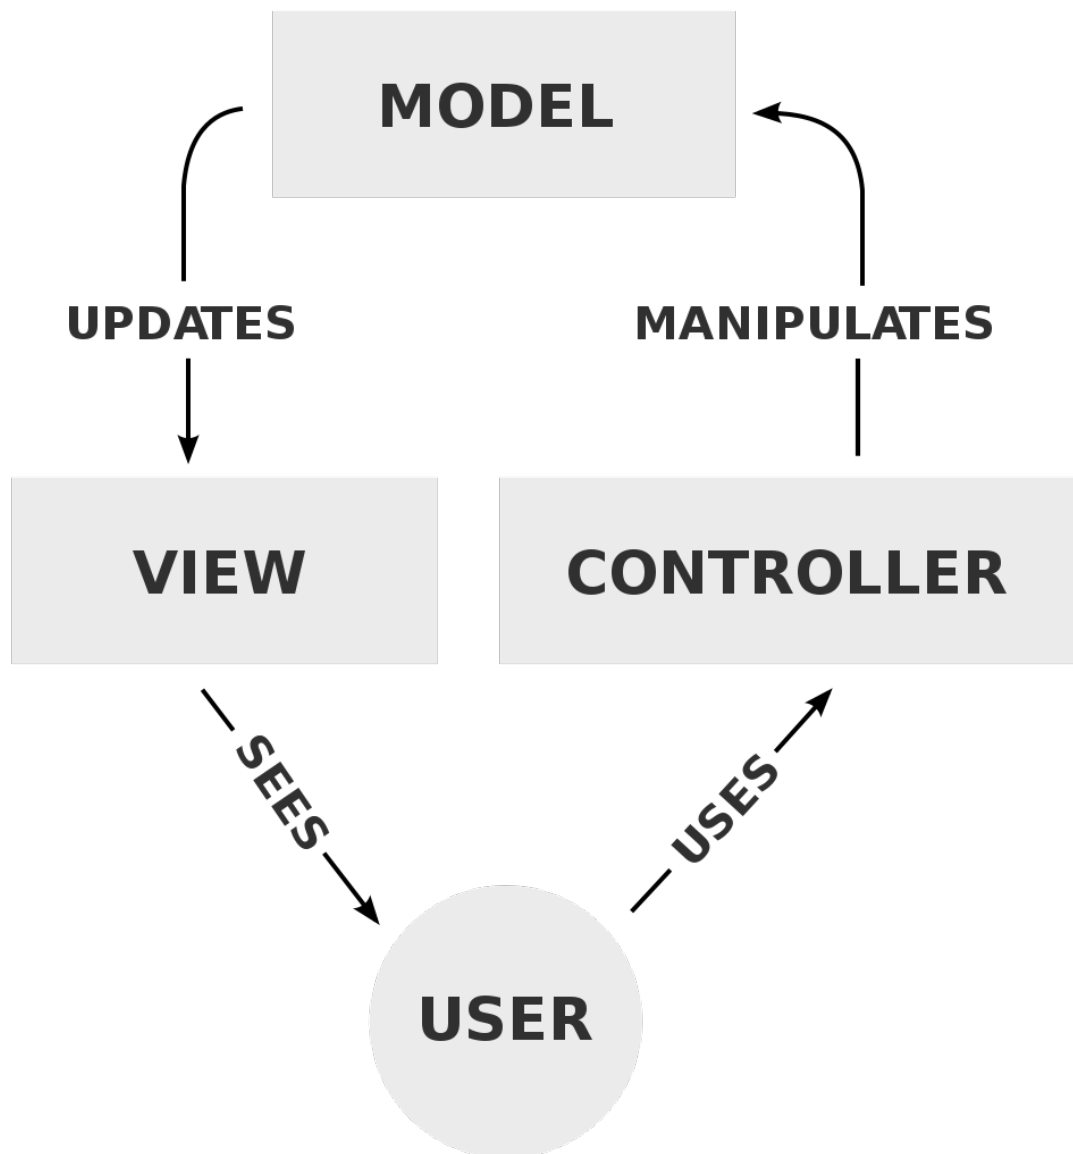 MODEL
UPDATES
MANIPULATES
VIEW
CONTROLLER
SEES
USES
USER